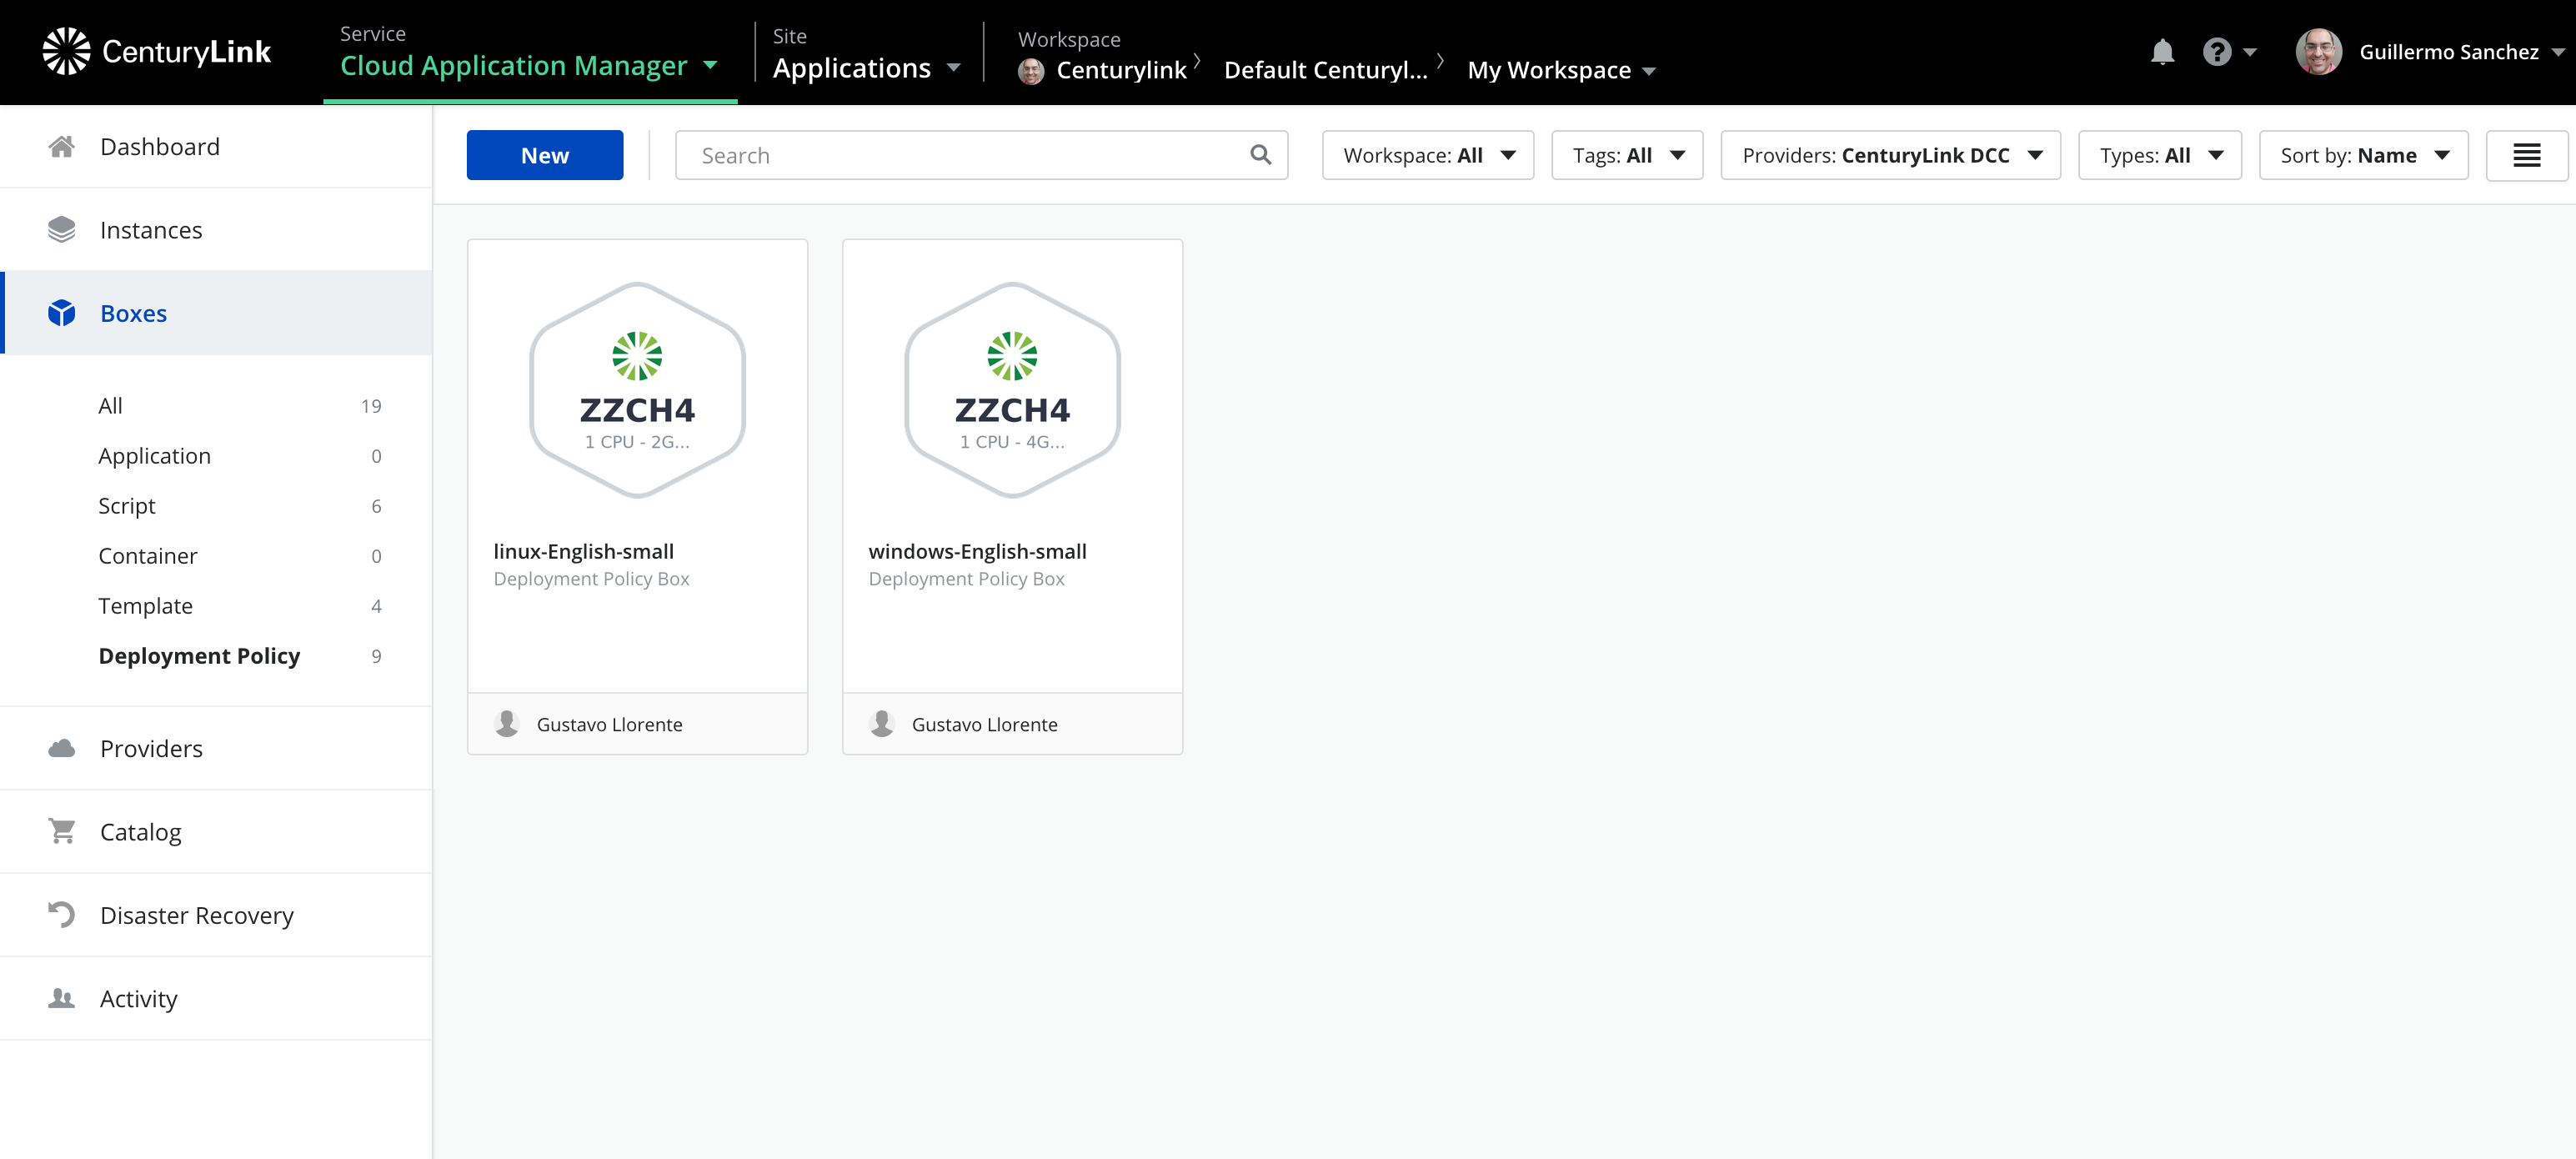 CenturyLink
Service
Cloud Application Manager
Site
Applications
Workspace
Centurylink
Default Centuryl...
My Workspace
Guillermo Sanchez
Dashboard
Instances
Boxes
All 19
Application 0
Script 6
Container 0
Template 4
Deployment Policy 9
Providers
Catalog
Disaster Recovery
Activity
New
Search
Workspace: All
Tags: All
Providers: CenturyLink DCC
Types: All
Sort by: Name
ZZCH4
1 CPU - 2G...
linux-English-small
Deployment Policy Box
Gustavo Llorente
ZZCH4
1 CPU - 4G...
windows-English-small
Deployment Policy Box
Gustavo Llorente